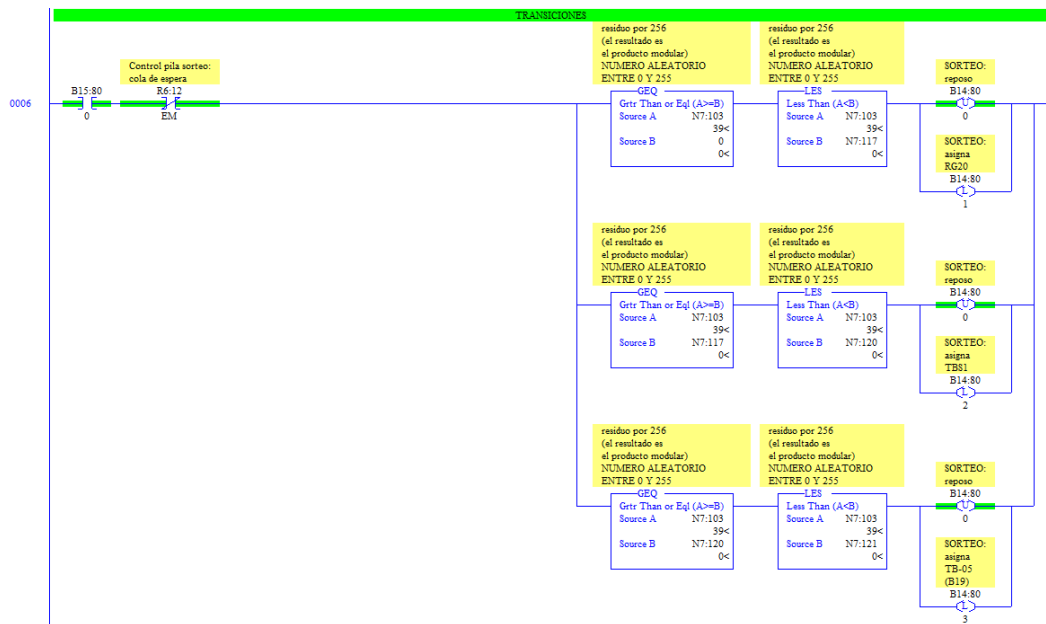 TRANSICIONES
residuo por 256
(el resultado es
el producto modular)
NUMERO ALEATORIO
ENTRE 0 Y 255
residuo por 256
(el resultado es
el producto modular)
NUMERO ALEATORIO
ENTRE 0 Y 255
Control pila sorteo:
cola de espera
SORTEO:
reposo
B15:80
R6:12
GEQ
LES
B14:80
0006
Grtr Than or Eql (A>=B)
Less Than (A<B)
U
0
EM
Source A N7:103
39<
Source A N7:103
39<
0
Source B 0
0<
Source B N7:117
0<
SORTEO:
asigna
RG20
B14:80
L
1
residuo por 256
(el resultado es
el producto modular)
NUMERO ALEATORIO
ENTRE 0 Y 255
residuo por 256
(el resultado es
el producto modular)
NUMERO ALEATORIO
ENTRE 0 Y 255
SORTEO:
reposo
GEQ
LES
B14:80
Grtr Than or Eql (A>=B)
Less Than (A<B)
U
Source A N7:103
39<
Source A N7:103
39<
0
Source B N7:117
0<
Source B N7:120
0<
SORTEO:
asigna
TB81
B14:80
L
2
residuo por 256
(el resultado es
el producto modular)
NUMERO ALEATORIO
ENTRE 0 Y 255
residuo por 256
(el resultado es
el producto modular)
NUMERO ALEATORIO
ENTRE 0 Y 255
SORTEO:
reposo
GEQ
LES
B14:80
Grtr Than or Eql (A>=B)
Less Than (A<B)
U
Source A N7:103
39<
Source A N7:103
39<
0
Source B N7:120
0<
Source B N7:121
0<
SORTEO:
asigna
TB-05
(B19)
B14:80
L
3